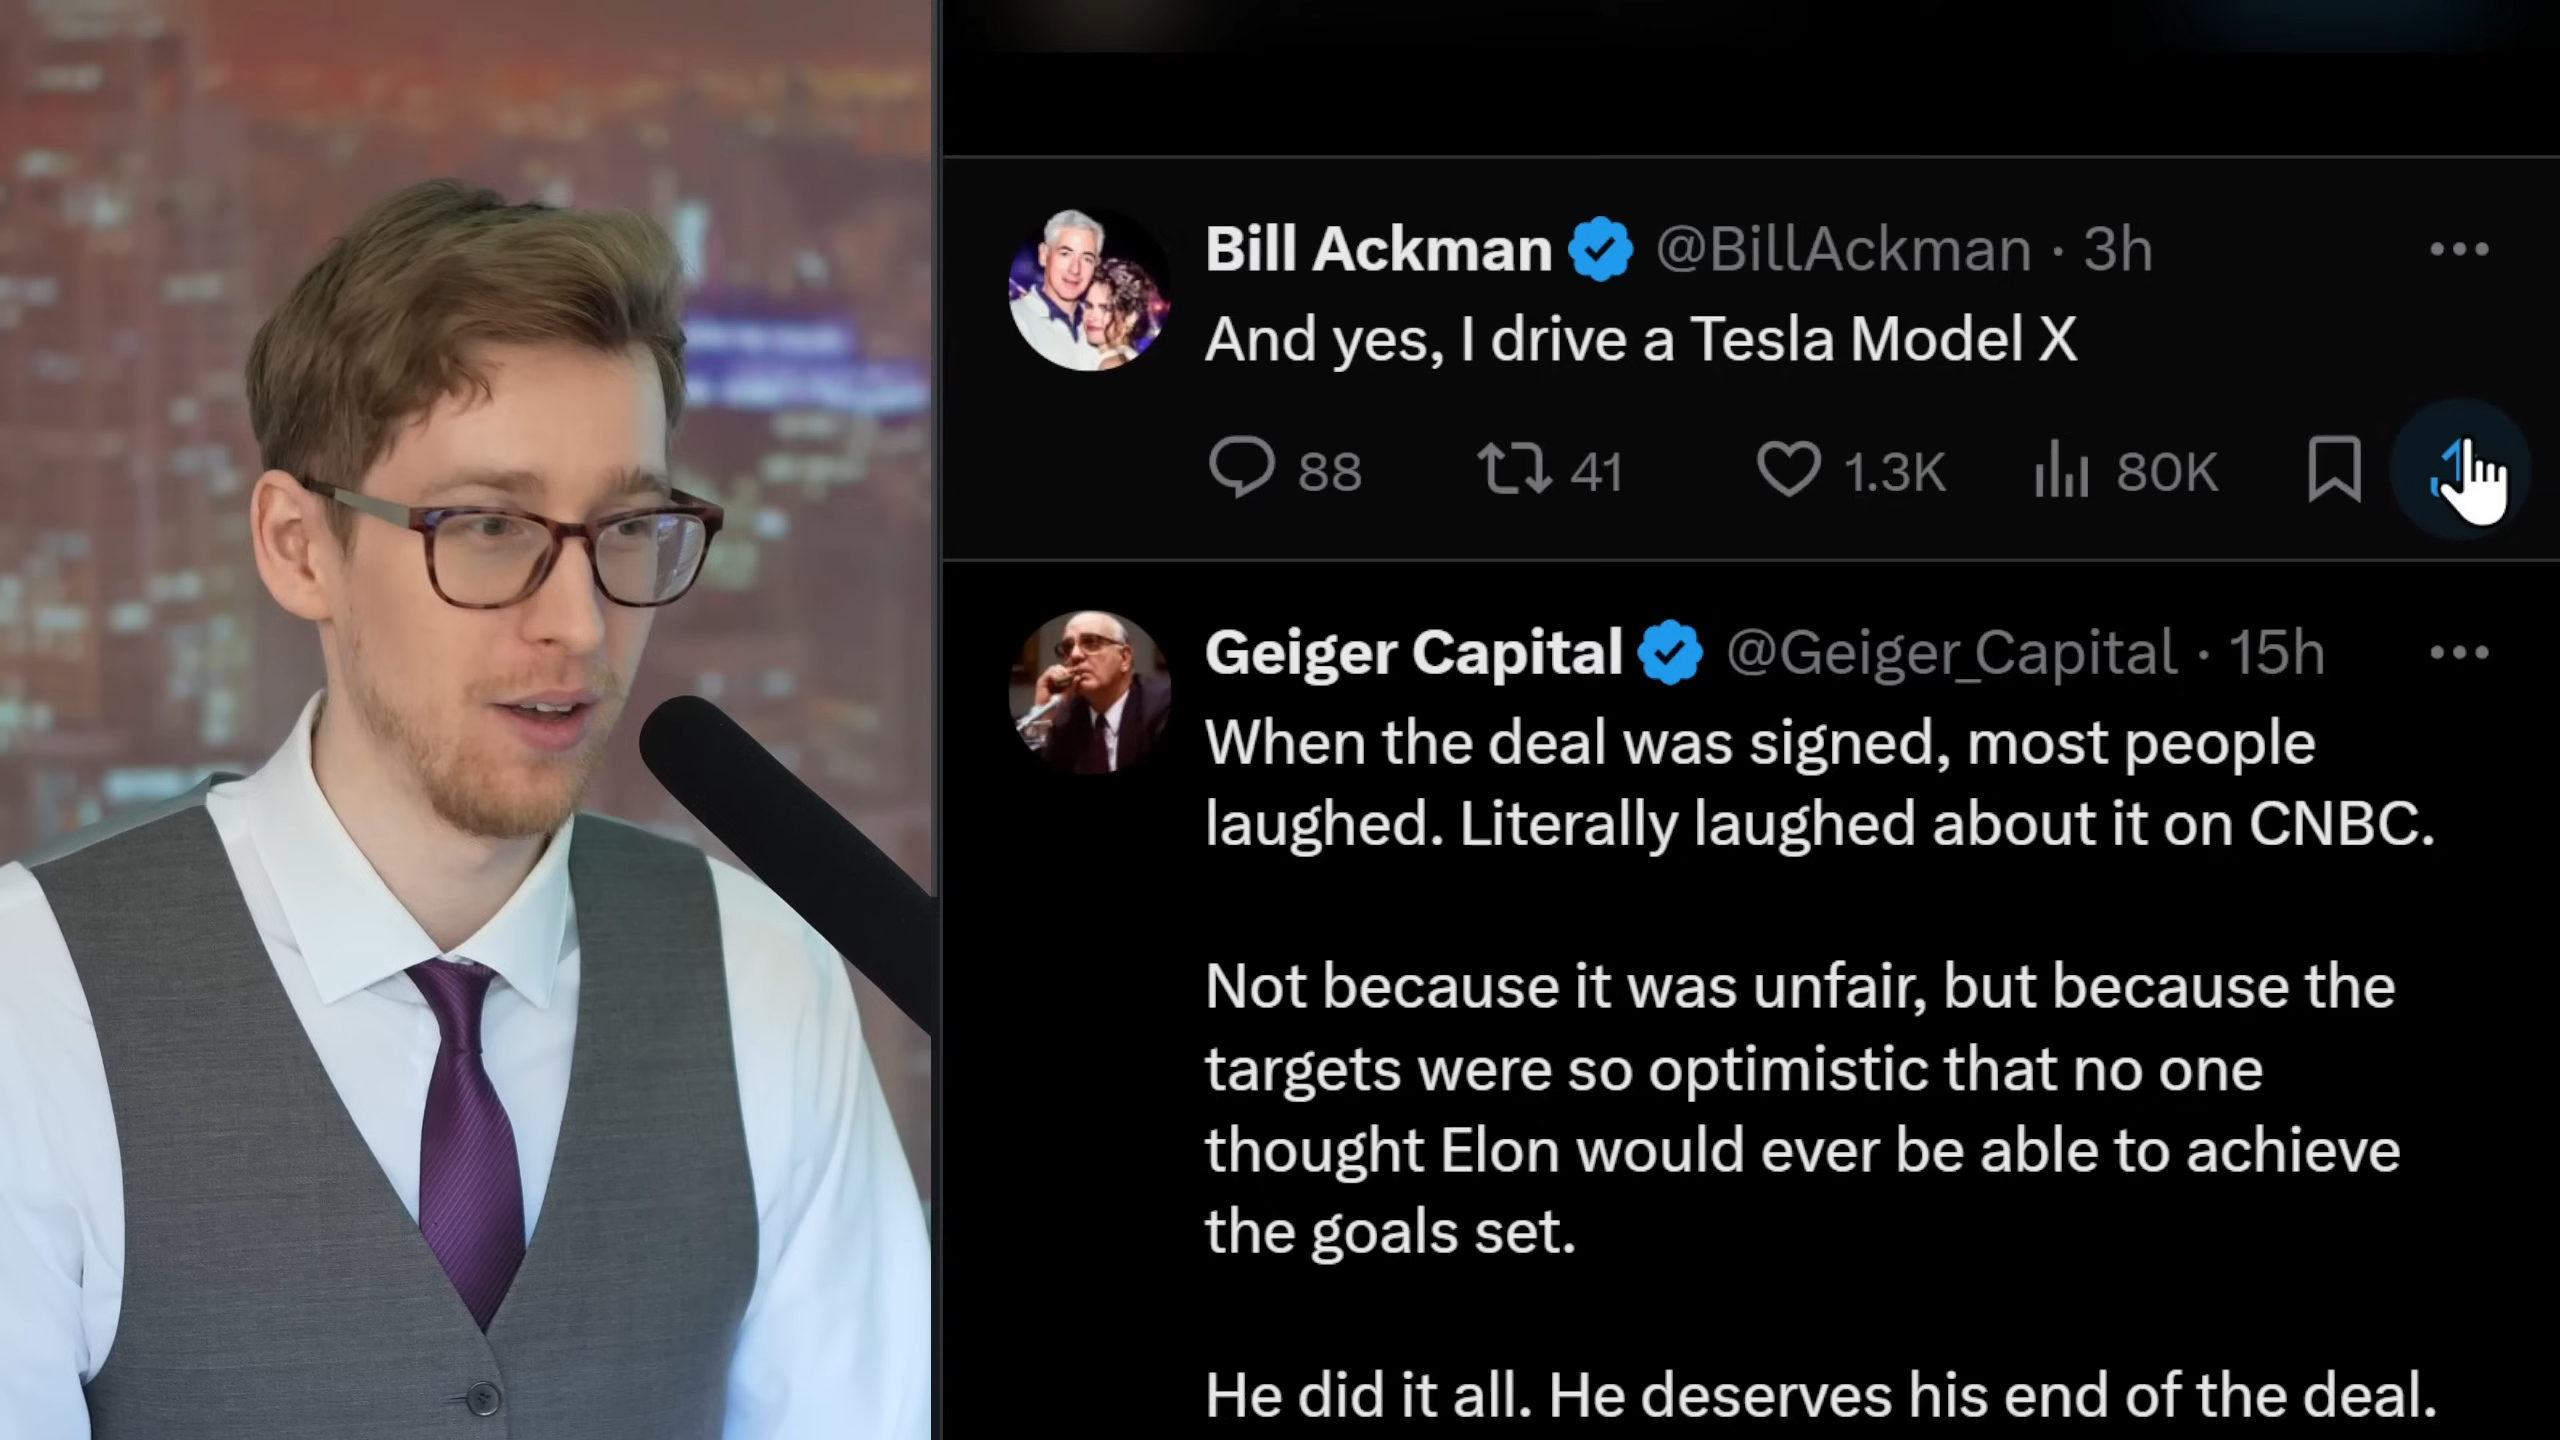 Bill Ackman @BillAckman · 3h
And yes, I drive a Tesla Model X
88 41 1.3K 80K
Geiger Capital @Geiger_Capital · 15h
When the deal was signed, most people
laughed. Literally laughed about it on CNBC.
Not because it was unfair, but because the
targets were so optimistic that no one
thought Elon would ever be able to achieve
the goals set.
He did it all. He deserves his end of the deal.